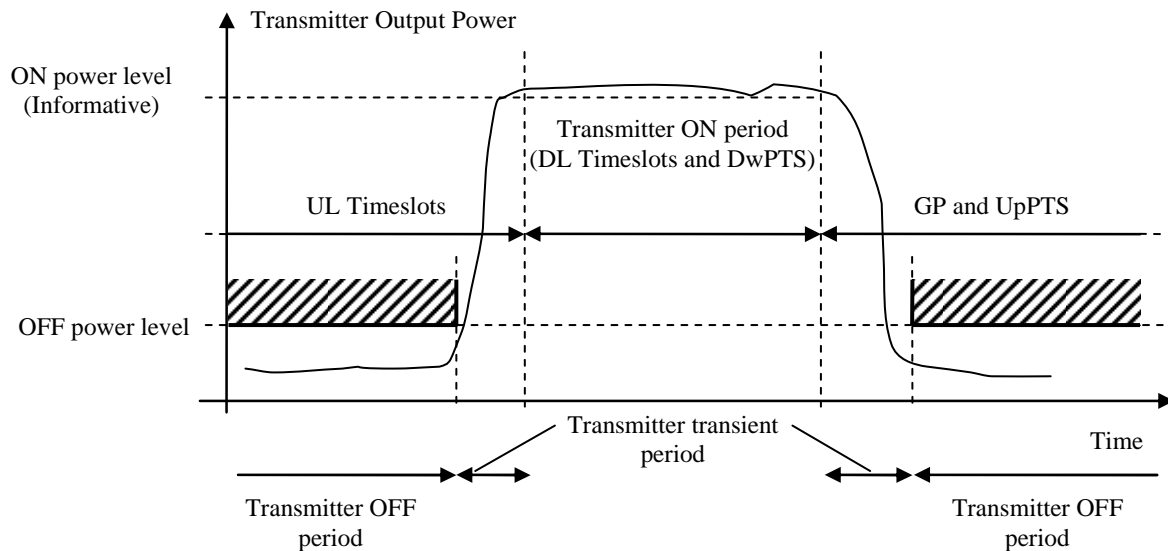 Transmitter Output Power
ON power level
(Informative)
Transmitter ON period
(DL Timeslots and DwPTS)
UL Timeslots
GP and UpPTS
OFF power level
Transmitter transient
period
Time
Transmitter OFF
period
Transmitter OFF
period